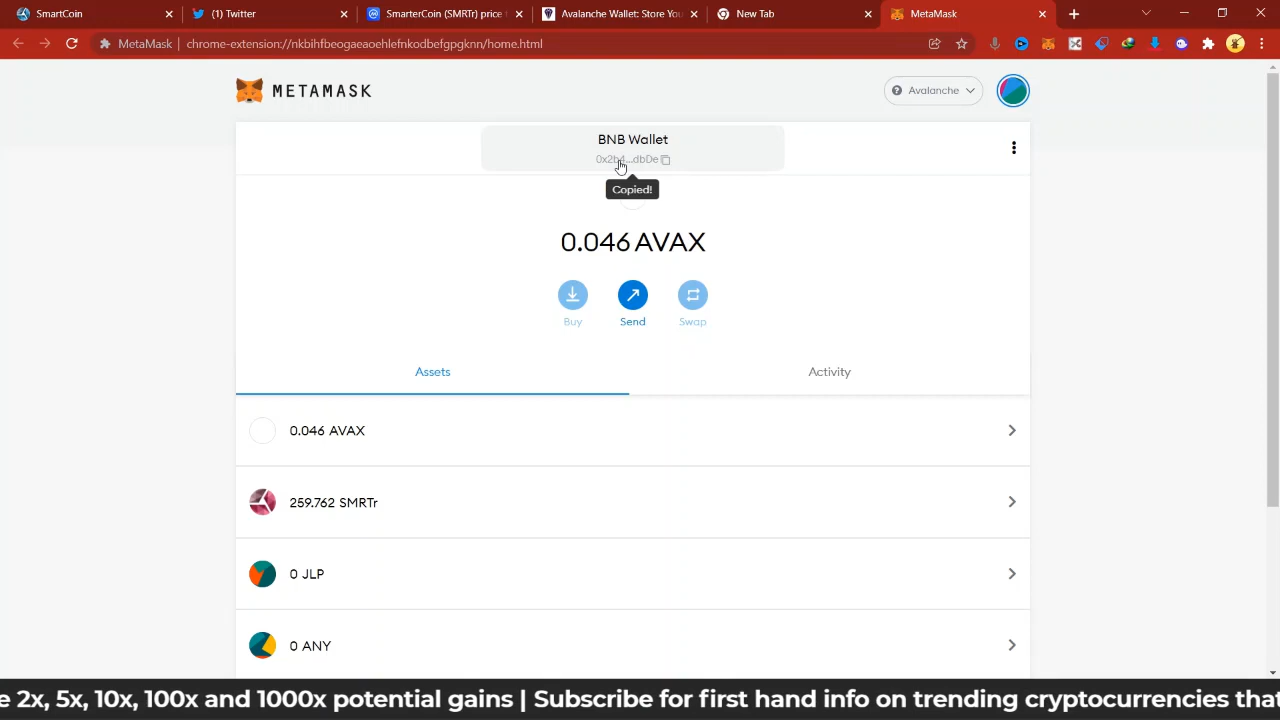 SmartCoin
(1) Twitter
SmarterCoin (SMRTr) price t
Avalanche Wallet: Store You
New Tab
MetaMask
MetaMask
chrome-extension://nkbihfbeogaeaoehlefnkodbefgpgknn/home.html
METAMASK
Avalanche
BNB Wallet
0x2b4...dbDe
Copied!
0.046 AVAX
Buy
Send
Swap
Assets
Activity
0.046 AVAX
259.762 SMRTr
0 JLP
0 ANY
e 2x, 5x, 10x, 100x and 1000x potential gains | Subscribe for first hand info on trending cryptocurrencies that